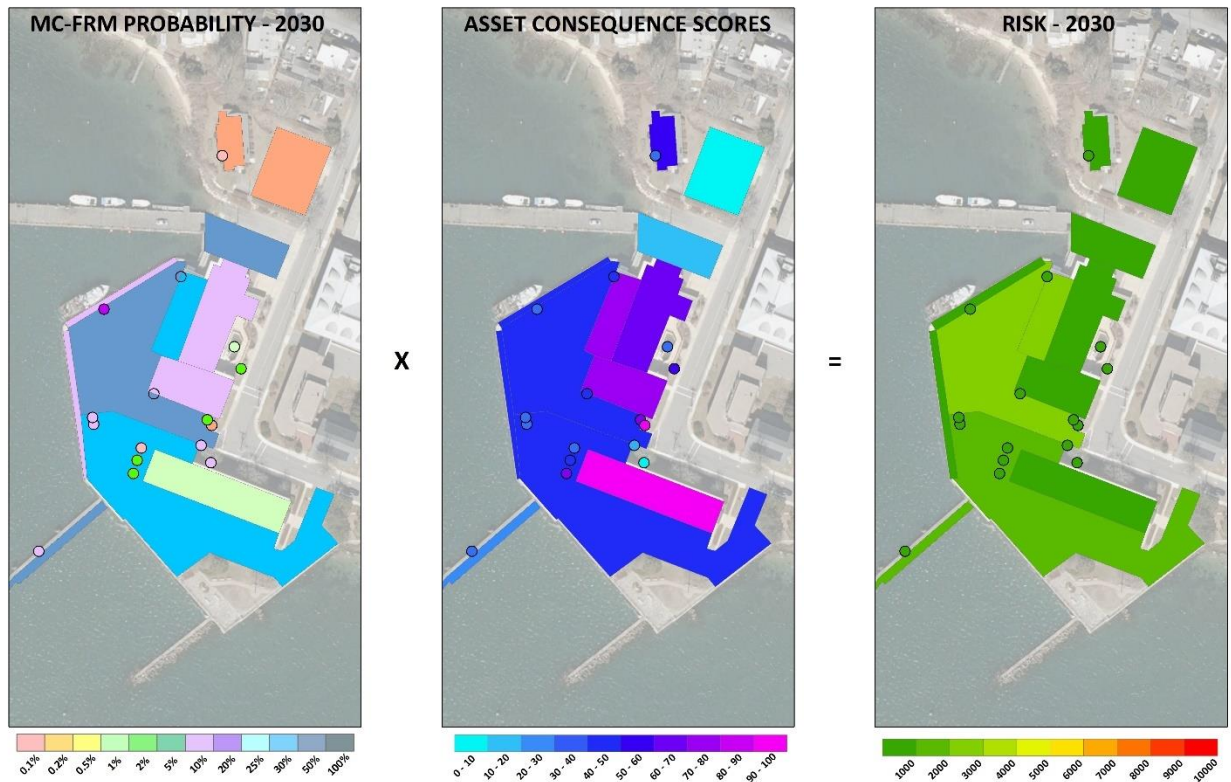 MC-FRM PROBABILITY - 2030
ASSET CONSEQUENCE SCORES
RISK - 2030
X
=
0.1%
0.2%
0.5%
1%
2%
5%
10%
20%
25%
30%
50%
100%
0 - 10
10 - 20
20 - 30
30 - 40
40 - 50
50 - 60
60 - 70
70 - 80
80 - 90
90 - 100
1000
2000
3000
4000
5000
6000
7000
8000
9000
10000